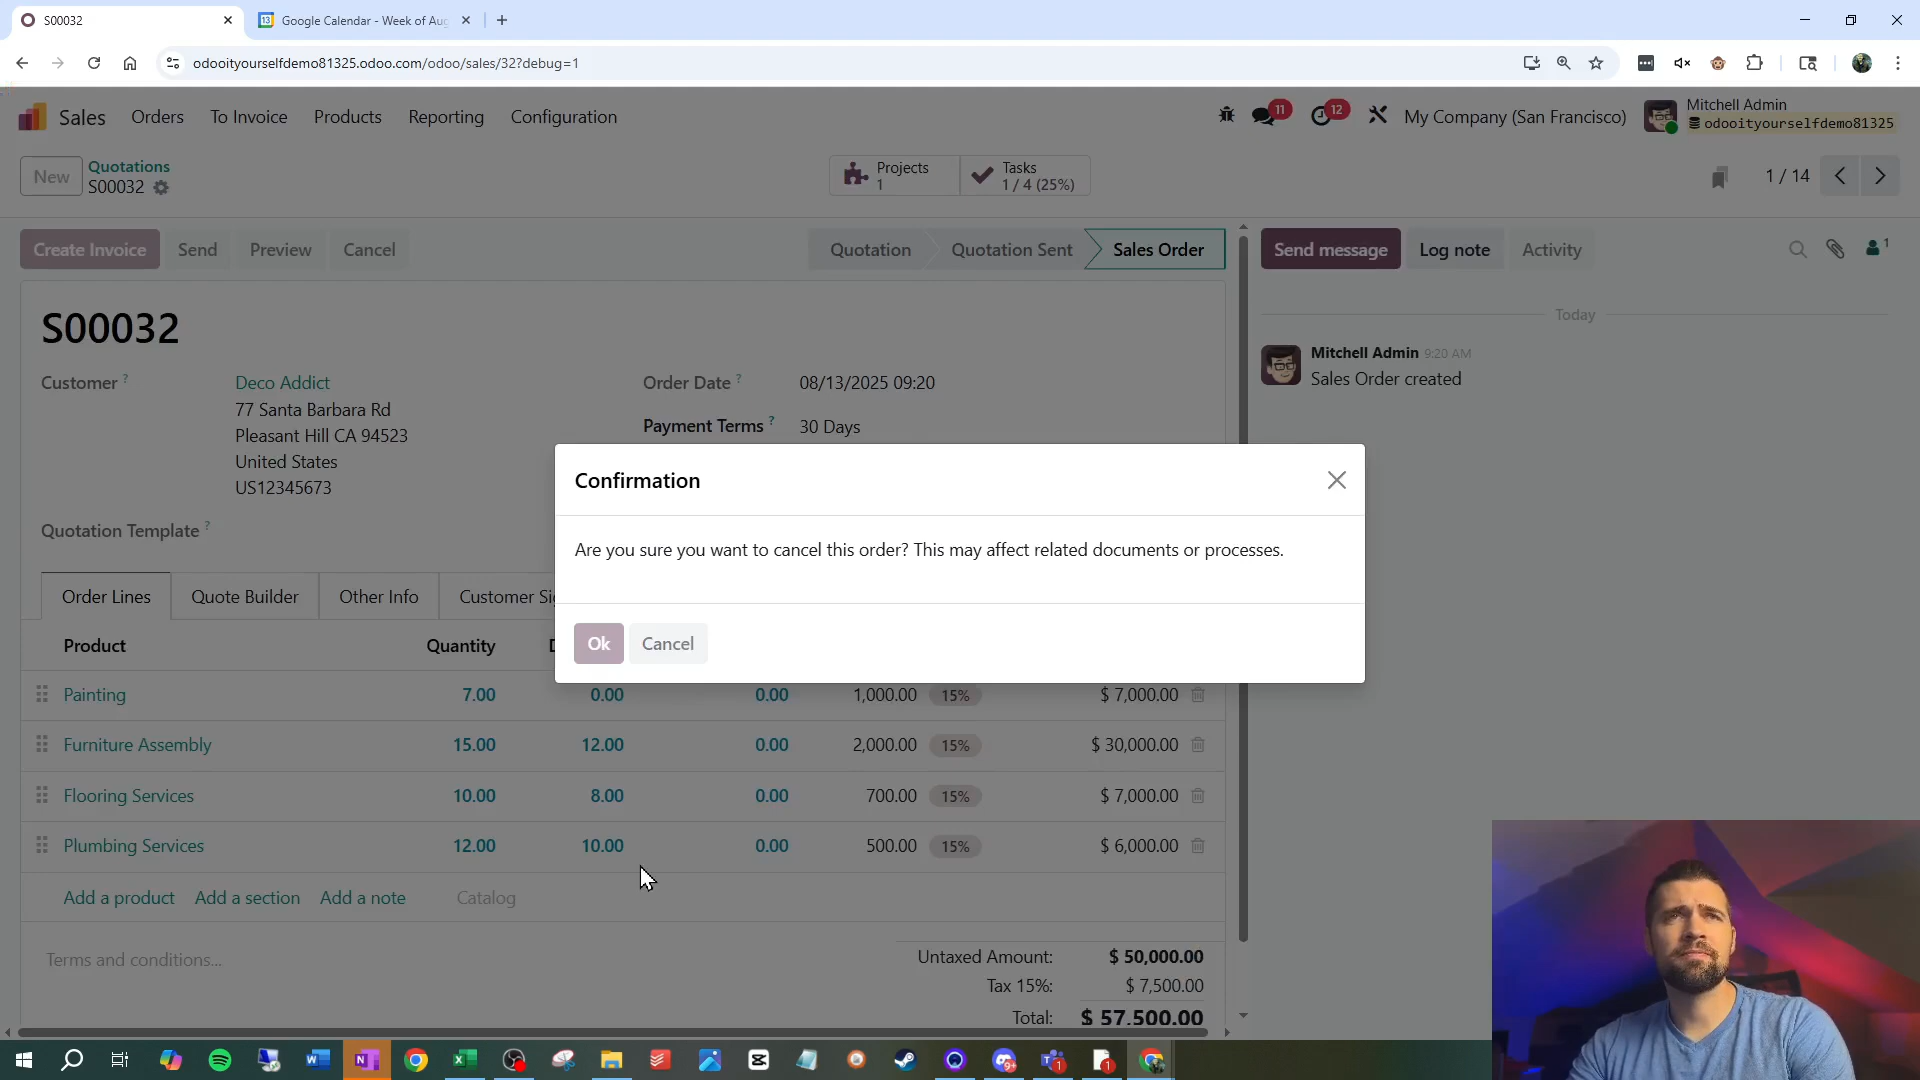 S00032
Google Calendar - Week of Aug
odooityourselfdemo81325.odoo.com/odoo/sales/32?debug=1
Sales
Orders
To Invoice
Products
Reporting
Configuration
11
12
My Company (San Francisco)
Mitchell Admin
odooityourselfdemo81325
New
Quotations
S00032
Projects
1
Tasks
1 / 4 (25%)
1 / 14
Create Invoice
Send
Preview
Cancel
Quotation
Quotation Sent
Sales Order
Send message
Log note
Activity
1
S00032
Customer ?
Deco Addict
77 Santa Barbara Rd
Pleasant Hill CA 94523
United States
US12345673
Order Date ?
08/13/2025 09:20
Payment Terms ?
30 Days
Quotation Template ?
Today
Mitchell Admin 9:20 AM
Sales Order created
Confirmation
Are you sure you want to cancel this order? This may affect related documents or processes.
Ok
Cancel
Order Lines
Quote Builder
Other Info
Customer Sig
Product
Quantity
Painting 7.00 0.00 0.00 1,000.00 15% $ 7,000.00
Furniture Assembly 15.00 12.00 0.00 2,000.00 15% $ 30,000.00
Flooring Services 10.00 8.00 0.00 700.00 15% $ 7,000.00
Plumbing Services 12.00 10.00 0.00 500.00 15% $ 6,000.00
Add a product
Add a section
Add a note
Catalog
Terms and conditions...
Untaxed Amount: $ 50,000.00
Tax 15%: $ 7,500.00
Total: $ 57,500.00